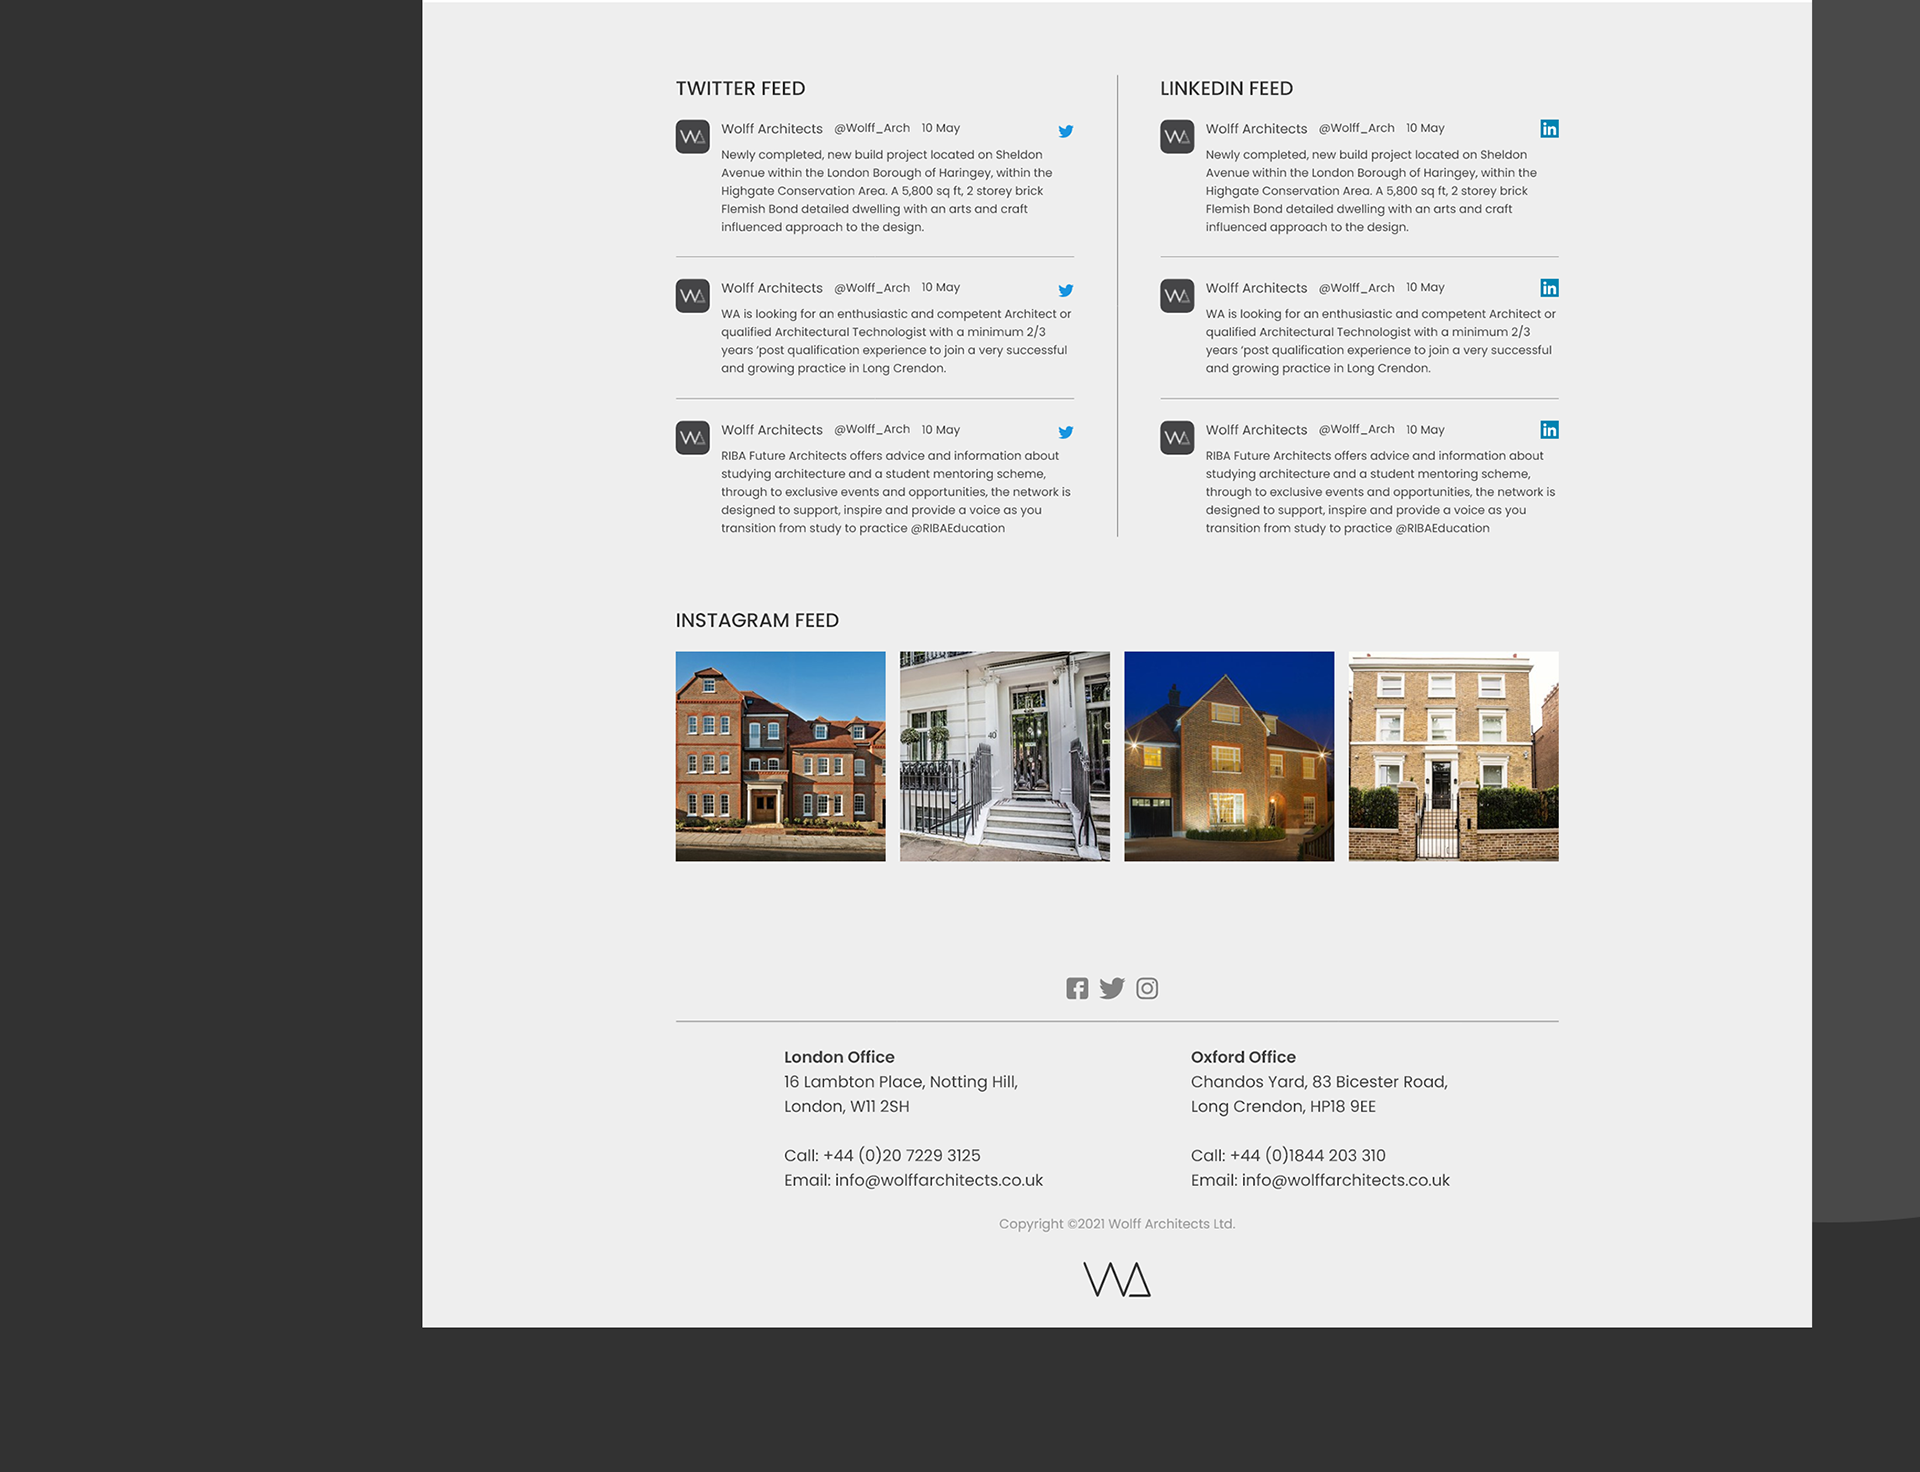 TWITTER FEED
Wolff Architects @Wolff_Arch 10 May
Newly completed, new build project located on Sheldon
Avenue within the London Borough of Haringey, within the
Highgate Conservation Area. A 5,800 sq ft, 2 storey brick
Flemish Bond detailed dwelling with an arts and craft
influenced approach to the design.
Wolff Architects @Wolff_Arch 10 May
WA is looking for an enthusiastic and competent Architect or
qualified Architectural Technologist with a minimum 2/3
years ‘post qualification experience to join a very successful
and growing practice in Long Crendon.
Wolff Architects @Wolff_Arch 10 May
RIBA Future Architects offers advice and information about
studying architecture and a student mentoring scheme,
through to exclusive events and opportunities, the network is
designed to support, inspire and provide a voice as you
transition from study to practice @RIBAEducation
LINKEDIN FEED
Wolff Architects @Wolff_Arch 10 May
Newly completed, new build project located on Sheldon
Avenue within the London Borough of Haringey, within the
Highgate Conservation Area. A 5,800 sq ft, 2 storey brick
Flemish Bond detailed dwelling with an arts and craft
influenced approach to the design.
Wolff Architects @Wolff_Arch 10 May
WA is looking for an enthusiastic and competent Architect or
qualified Architectural Technologist with a minimum 2/3
years ‘post qualification experience to join a very successful
and growing practice in Long Crendon.
Wolff Architects @Wolff_Arch 10 May
RIBA Future Architects offers advice and information about
studying architecture and a student mentoring scheme,
through to exclusive events and opportunities, the network is
designed to support, inspire and provide a voice as you
transition from study to practice @RIBAEducation
INSTAGRAM FEED
40
London Office
16 Lambton Place, Notting Hill,
London, W11 2SH
Call: +44 (0)20 7229 3125
Email: info@wolffarchitects.co.uk
Oxford Office
Chandos Yard, 83 Bicester Road,
Long Crendon, HP18 9EE
Call: +44 (0)1844 203 310
Email: info@wolffarchitects.co.uk
Copyright ©2021 Wolff Architects Ltd.
WA